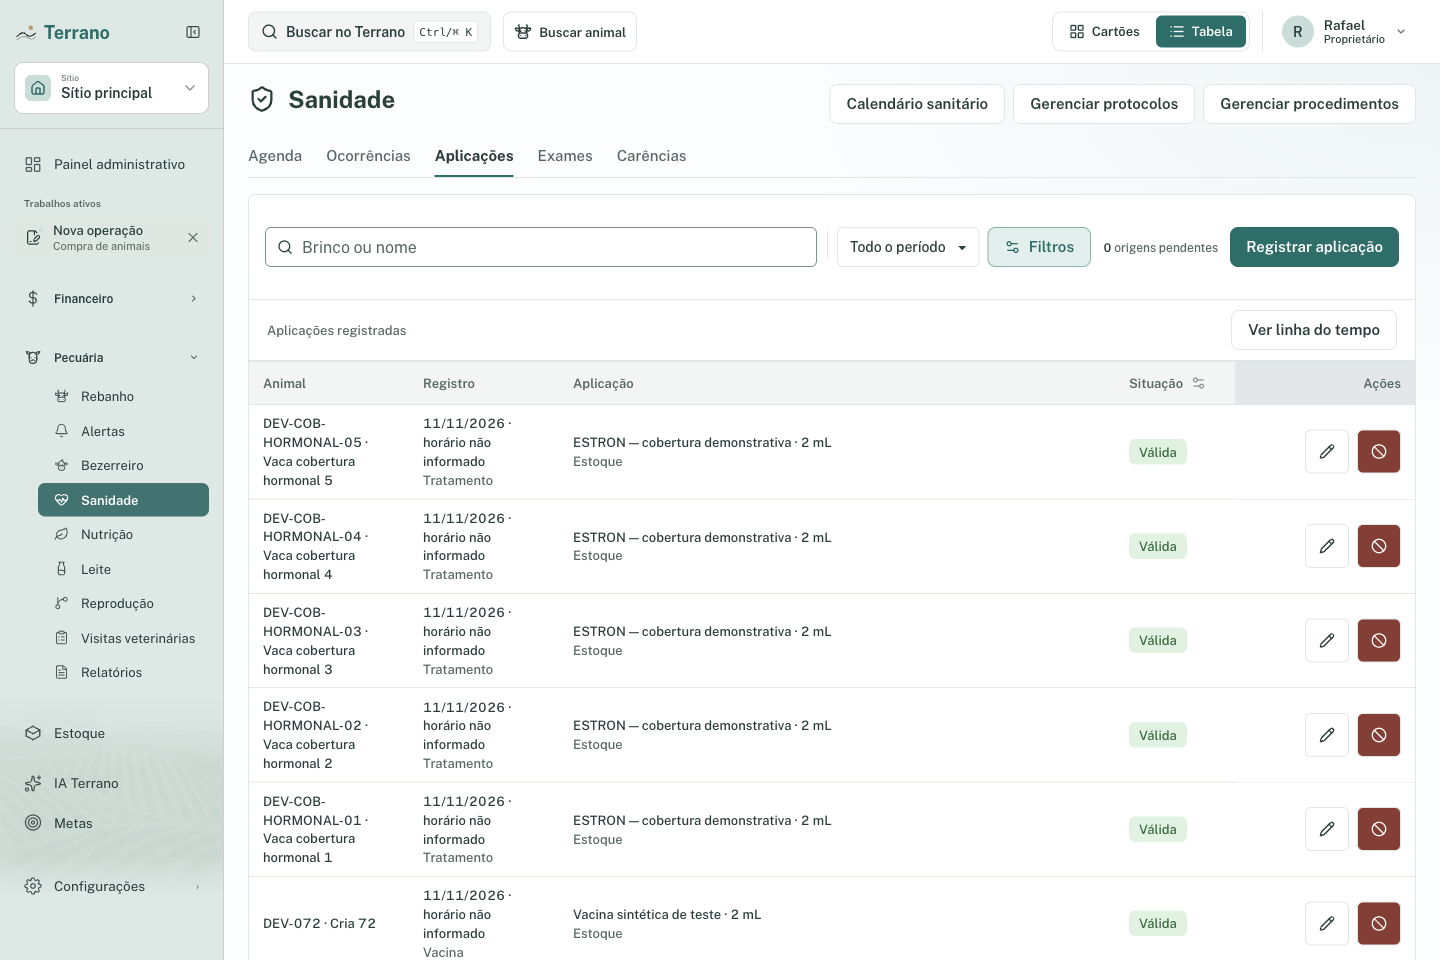 Terrano
Sítio
Sítio principal
Painel administrativo
Trabalhos ativos
Nova operação
Compra de animais
Financeiro
Pecuária
Rebanho
Alertas
Bezerreiro
Sanidade
Nutrição
Leite
Reprodução
Visitas veterinárias
Relatórios
Estoque
IA Terrano
Metas
Configurações
Buscar no Terrano Ctrl/⌘ K
Buscar animal
Cartões
Tabela
R
Rafael
Proprietário
Sanidade
Calendário sanitário
Gerenciar protocolos
Gerenciar procedimentos
Agenda Ocorrências Aplicações Exames Carências
Brinco ou nome
Todo o período
Filtros
0 origens pendentes
Registrar aplicação
Aplicações registradas
Ver linha do tempo
Animal Registro Aplicação Situação Ações
DEV-COB-
HORMONAL-05 ·
Vaca cobertura
hormonal 5
11/11/2026 ·
horário não
informado
Tratamento
ESTRON — cobertura demonstrativa · 2 mL
Estoque
Válida
DEV-COB-
HORMONAL-04 ·
Vaca cobertura
hormonal 4
11/11/2026 ·
horário não
informado
Tratamento
ESTRON — cobertura demonstrativa · 2 mL
Estoque
Válida
DEV-COB-
HORMONAL-03 ·
Vaca cobertura
hormonal 3
11/11/2026 ·
horário não
informado
Tratamento
ESTRON — cobertura demonstrativa · 2 mL
Estoque
Válida
DEV-COB-
HORMONAL-02 ·
Vaca cobertura
hormonal 2
11/11/2026 ·
horário não
informado
Tratamento
ESTRON — cobertura demonstrativa · 2 mL
Estoque
Válida
DEV-COB-
HORMONAL-01 ·
Vaca cobertura
hormonal 1
11/11/2026 ·
horário não
informado
Tratamento
ESTRON — cobertura demonstrativa · 2 mL
Estoque
Válida
DEV-072 · Cria 72
11/11/2026 ·
horário não
informado
Vacina
Vacina sintética de teste · 2 mL
Estoque
Válida